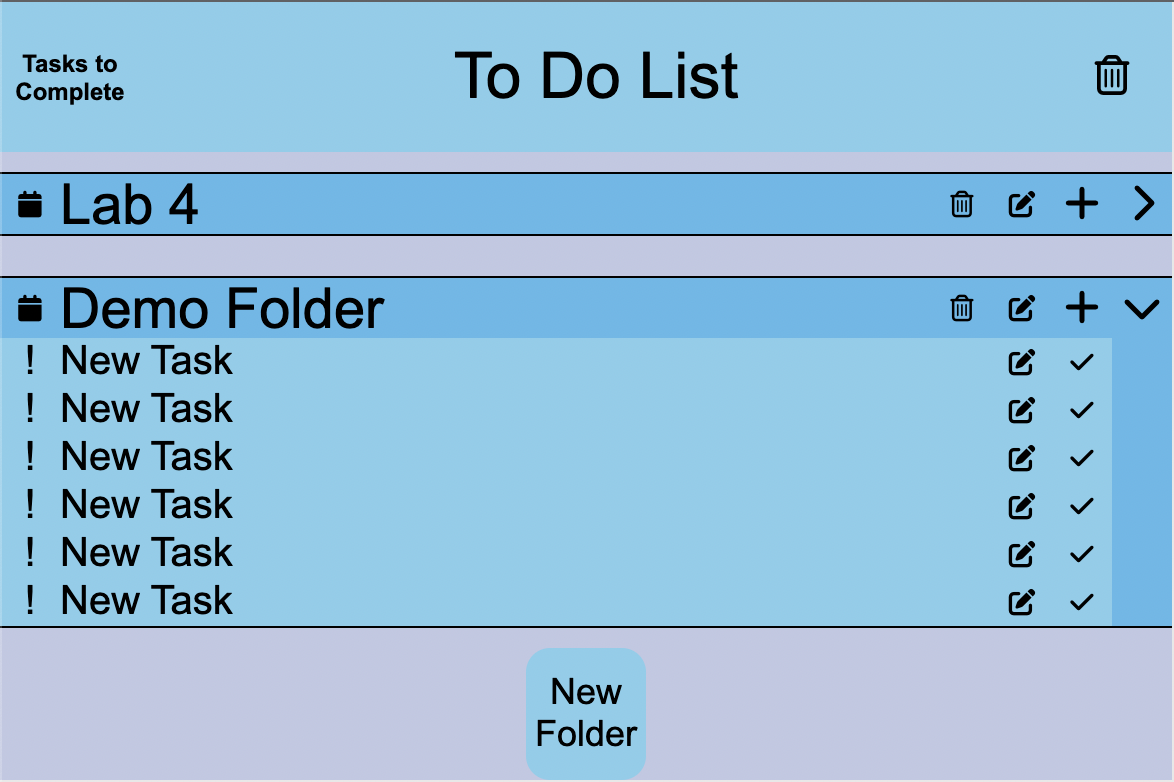 Tasks to
Complete
To Do List
Lab 4
Demo Folder
! New Task
! New Task
! New Task
! New Task
! New Task
! New Task
New
Folder